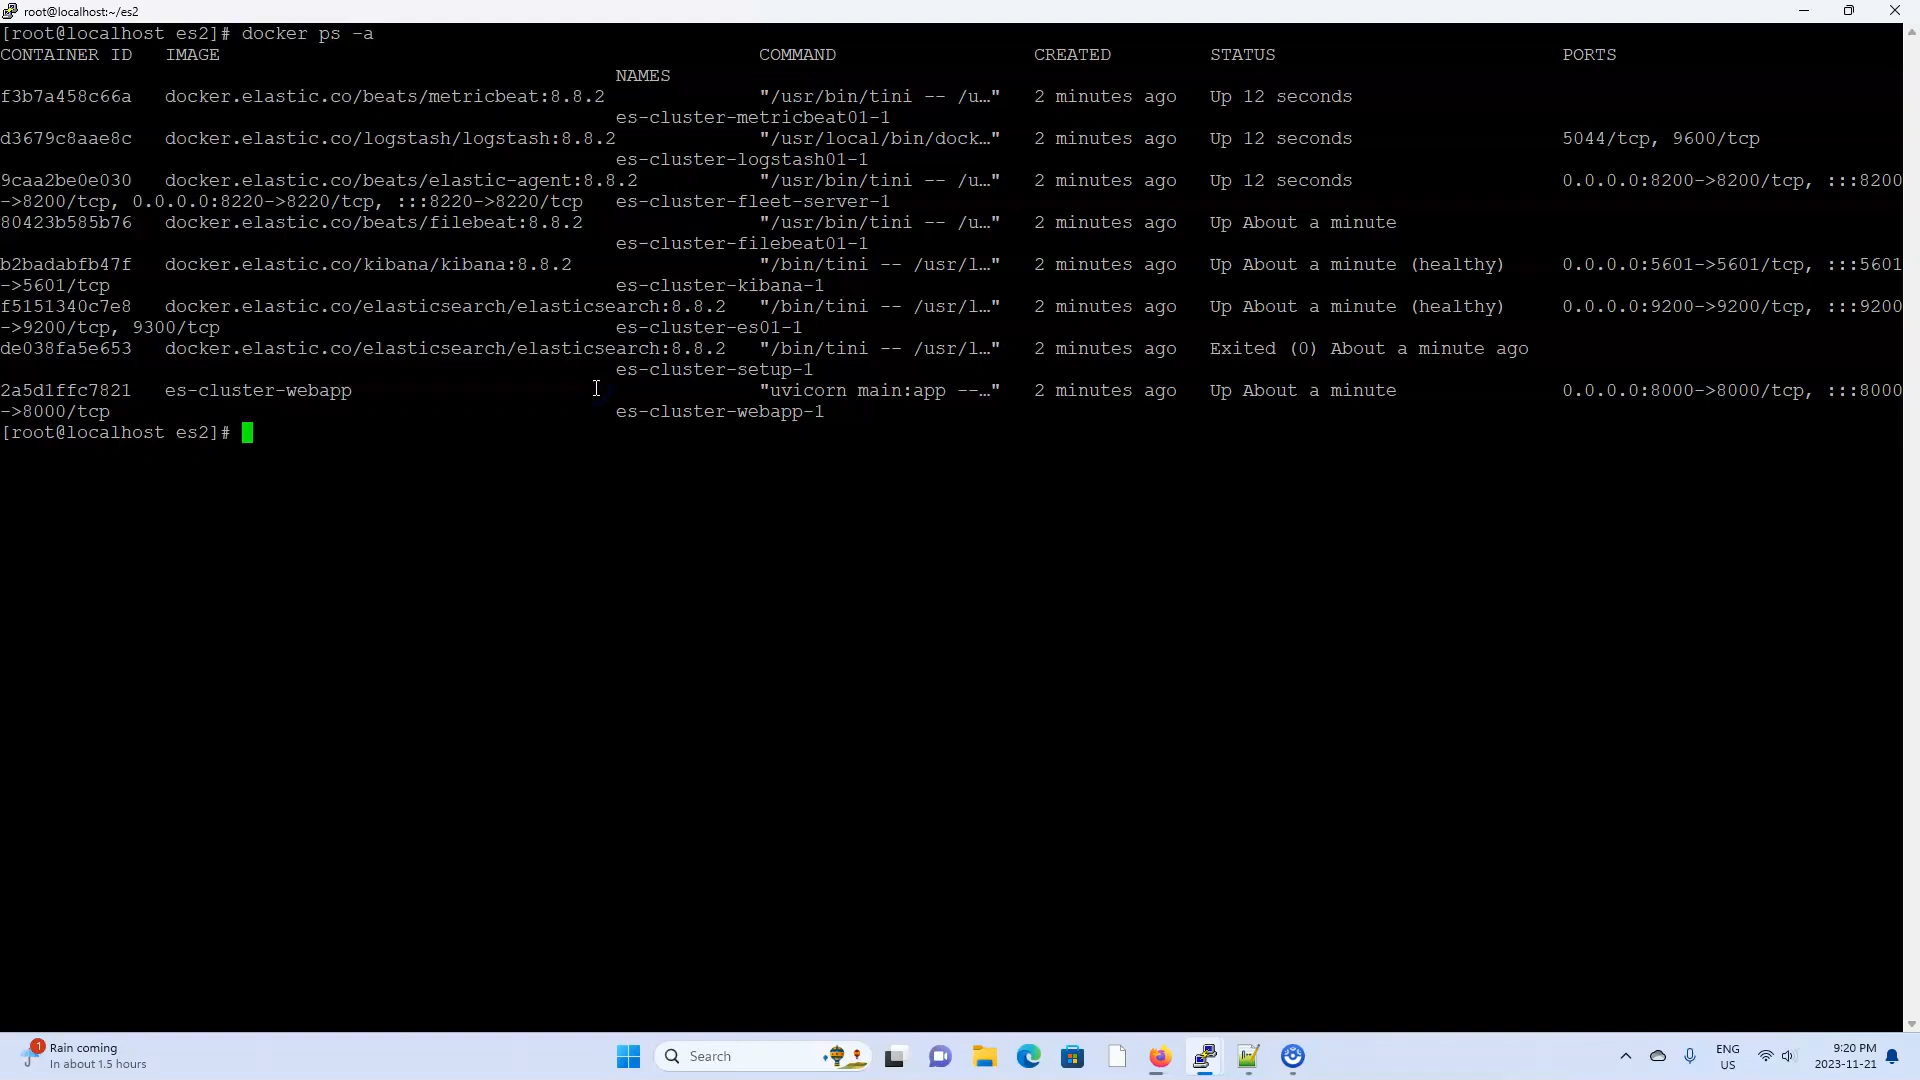 root@localhost:~/es2
[root@localhost es2]# docker ps -a
CONTAINER ID   IMAGE   COMMAND   CREATED   STATUS   PORTS
NAMES
f3b7a458c66a   docker.elastic.co/beats/metricbeat:8.8.2   "/usr/bin/tini -- /u…"   2 minutes ago   Up 12 seconds
es-cluster-metricbeat01-1
d3679c8aae8c   docker.elastic.co/logstash/logstash:8.8.2   "/usr/local/bin/dock…"   2 minutes ago   Up 12 seconds   5044/tcp, 9600/tcp
es-cluster-logstash01-1
9caa2be0e030   docker.elastic.co/beats/elastic-agent:8.8.2   "/usr/bin/tini -- /u…"   2 minutes ago   Up 12 seconds   0.0.0.0:8200->8200/tcp, :::8200
->8200/tcp, 0.0.0.0:8220->8220/tcp, :::8220->8220/tcp   es-cluster-fleet-server-1
80423b585b76   docker.elastic.co/beats/filebeat:8.8.2   "/usr/bin/tini -- /u…"   2 minutes ago   Up About a minute
es-cluster-filebeat01-1
b2badabfb47f   docker.elastic.co/kibana/kibana:8.8.2   "/bin/tini -- /usr/l…"   2 minutes ago   Up About a minute (healthy)   0.0.0.0:5601->5601/tcp, :::5601
->5601/tcp   es-cluster-kibana-1
f5151340c7e8   docker.elastic.co/elasticsearch/elasticsearch:8.8.2   "/bin/tini -- /usr/l…"   2 minutes ago   Up About a minute (healthy)   0.0.0.0:9200->9200/tcp, :::9200
->9200/tcp, 9300/tcp   es-cluster-es01-1
de038fa5e653   docker.elastic.co/elasticsearch/elasticsearch:8.8.2   "/bin/tini -- /usr/l…"   2 minutes ago   Exited (0) About a minute ago
es-cluster-setup-1
2a5d1ffc7821   es-cluster-webapp   "uvicorn main:app --…"   2 minutes ago   Up About a minute   0.0.0.0:8000->8000/tcp, :::8000
->8000/tcp   es-cluster-webapp-1
[root@localhost es2]#
1
Rain coming
In about 1.5 hours
Search
ENG
US
9:20 PM
2023-11-21